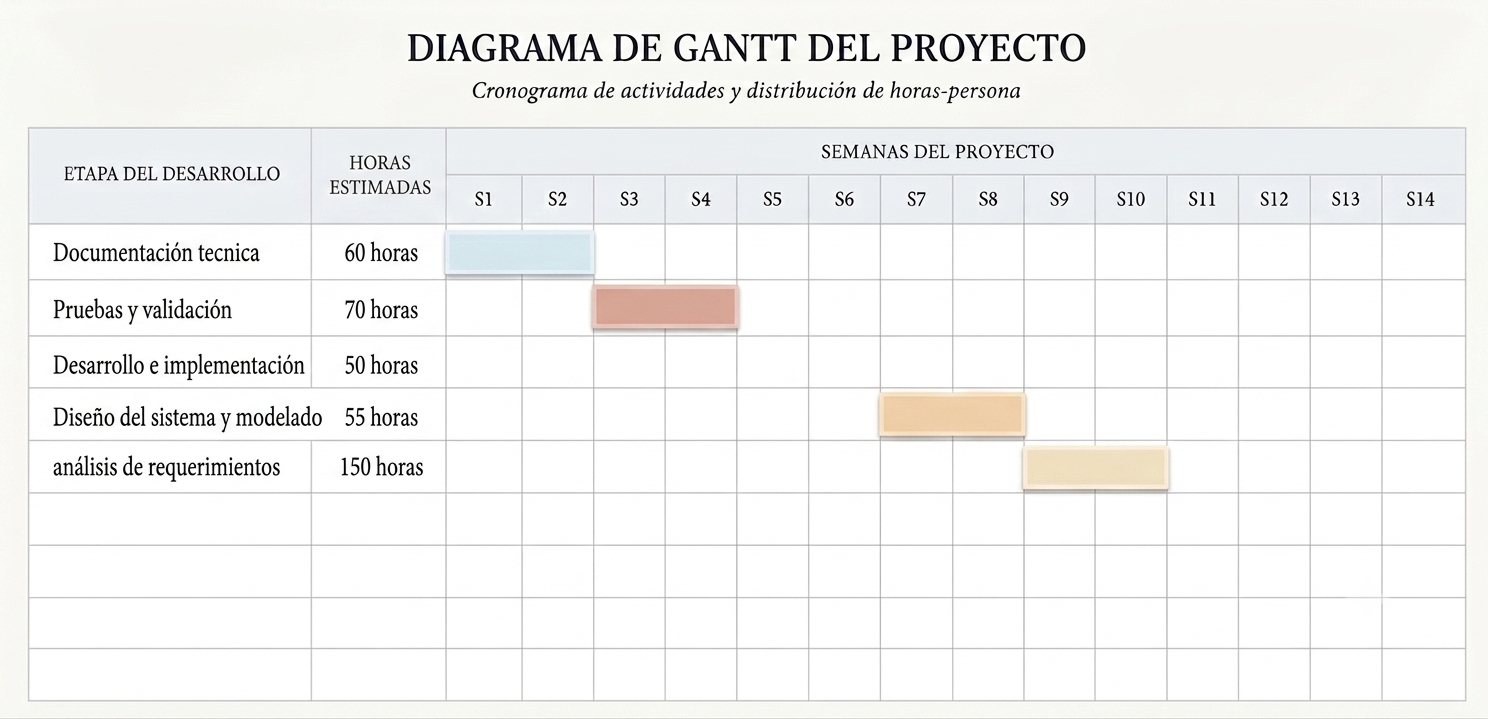 DIAGRAMA DE GANTT DEL PROYECTO
Cronograma de actividades y distribución de horas-persona
ETAPA DEL DESARROLLO
HORAS
ESTIMADAS
SEMANAS DEL PROYECTO
S1 S2 S3 S4 S5 S6 S7 S8 S9 S10 S11 S12 S13 S14
Documentación tecnica 60 horas
Pruebas y validación 70 horas
Desarrollo e implementación 50 horas
Diseño del sistema y modelado 55 horas
análisis de requerimientos 150 horas